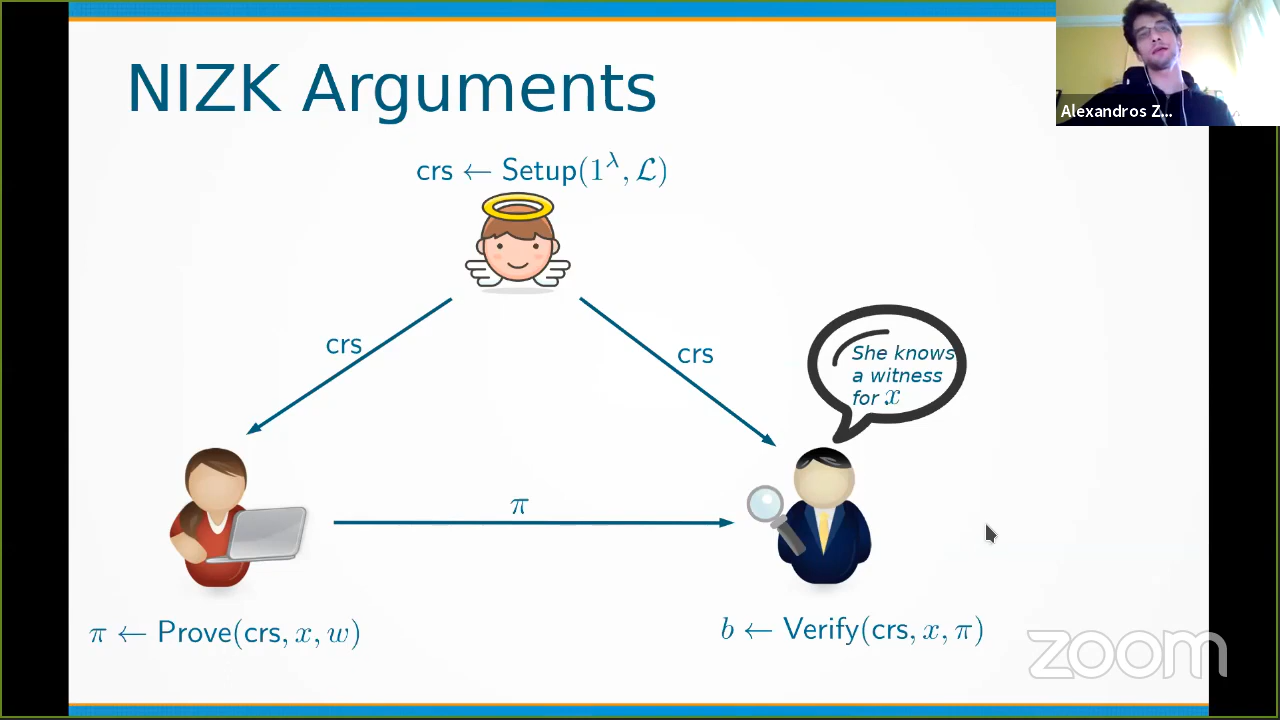 NIZK Arguments
Alexandros Z...
crs ← Setup(1^λ, ℒ)
crs
crs
She knows
a witness
for x
π
π ← Prove(crs, x, w)
b ← Verify(crs, x, π)
zoom